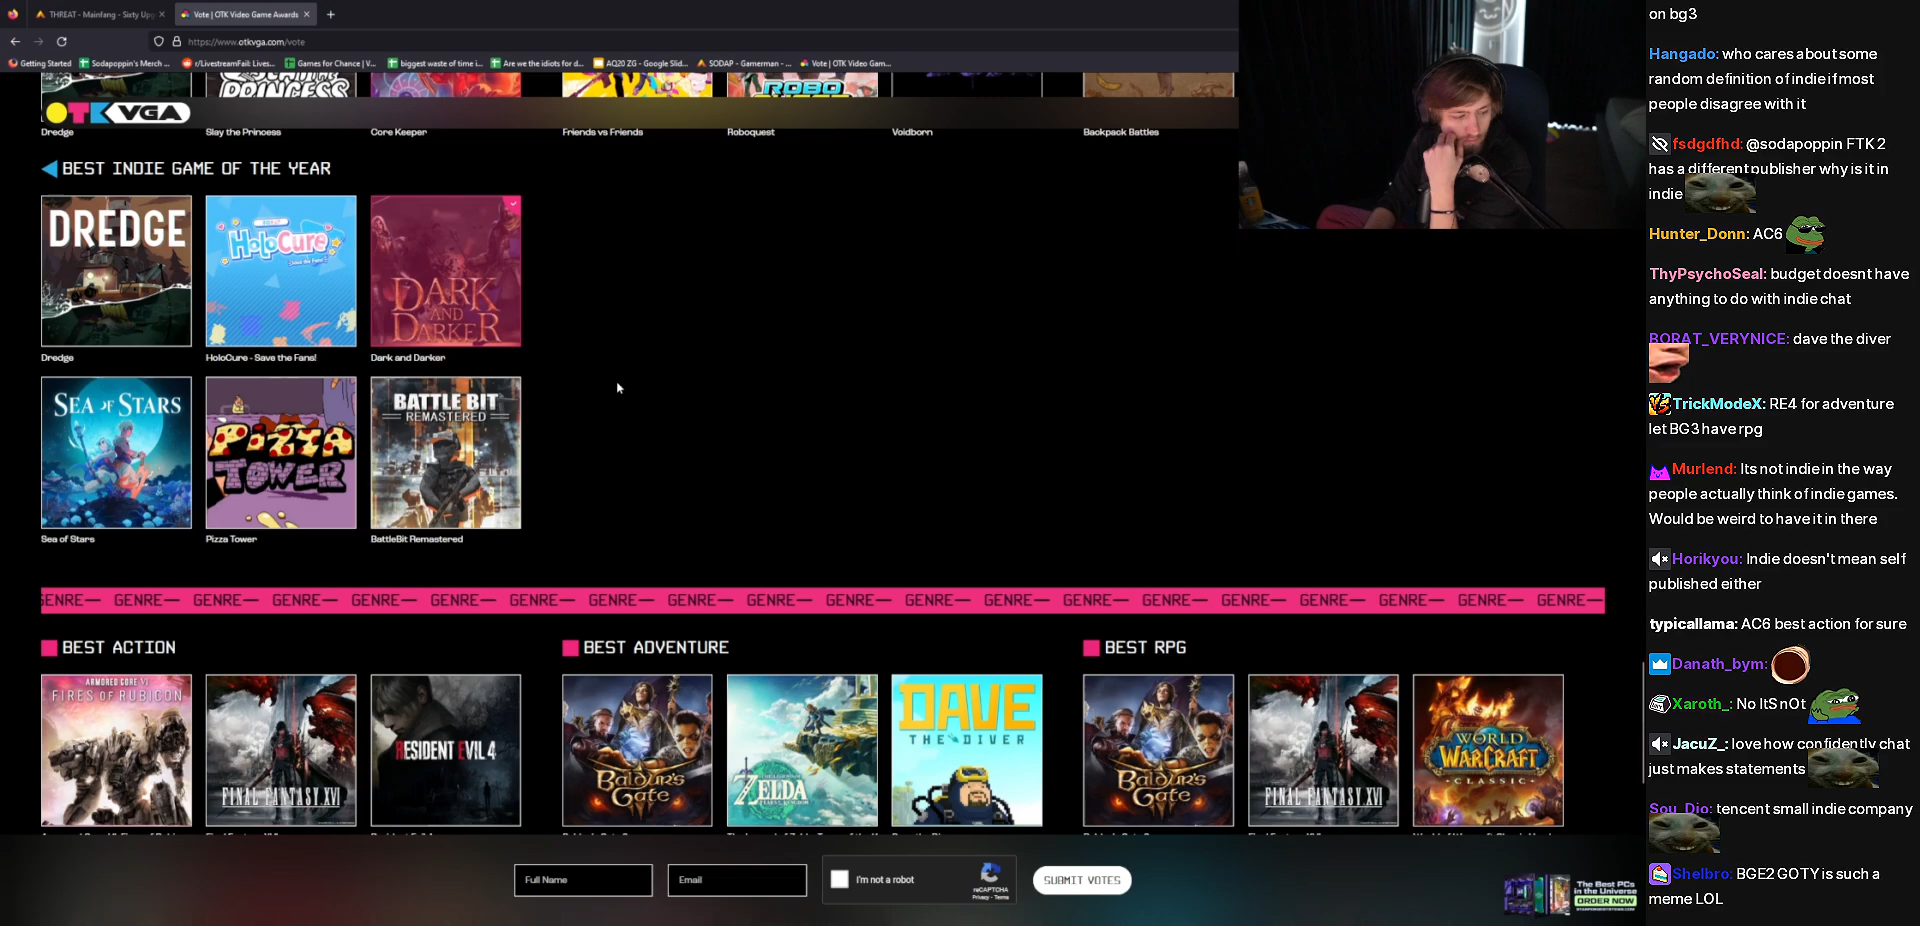 THREAT - Mainfang - Sixty Upg
Vote | OTK Video Game Awards
https://www.otkvga.com/vote
Getting Started
Sodapoppin's Merch ...
r/LivestreamFail: Lives...
Games for Chance | V...
biggest waste of time i...
Are we the idiots for d...
AQ20 ZG - Google Slid...
SODAP - Gamerman - ...
Vote | OTK Video Gam...
PRINCESS
ROBO
OTK VGA
Dredge
Slay the Princess
Core Keeper
Friends vs Friends
Roboquest
Voidborn
Backpack Battles
BEST INDIE GAME OF THE YEAR
DREDGE
HoloCure
DARK
AND
DARKER
Dredge
HoloCure - Save the Fans!
Dark and Darker
SEA OF STARS
PIZZA
TOWER
BATTLE BIT
REMASTERED
Sea of Stars
Pizza Tower
BattleBit Remastered
GENRE— GENRE— GENRE— GENRE— GENRE— GENRE— GENRE— GENRE— GENRE— GENRE— GENRE— GENRE— GENRE— GENRE— GENRE— GENRE— GENRE— GENRE— GENRE— GENRE—
BEST ACTION
BEST ADVENTURE
BEST RPG
ARMORED CORE VI
FIRES OF RUBICON
FINAL FANTASY XVI
RESIDENT EVIL 4
BALDUR'S
GATE
ZELDA
DAVE
THE DIVER
BALDUR'S
GATE
FINAL FANTASY XVI
WORLD
OF
WARCRAFT
CLASSIC
Full Name
Email
I'm not a robot
reCAPTCHA
Privacy - Terms
SUBMIT VOTES
The Best PCs
in the Universe
ORDER NOW
on bg3
Hangado: who cares about some
random definition of indie if most
people disagree with it
fsdgdfhd: @sodapoppin FTK 2
has a different publisher why is it in
indie
Hunter_Donn: AC6
ThyPsychoSeal: budget doesnt have
anything to do with indie chat
BORAT_VERYNICE: dave the diver
TrickModeX: RE4 for adventure
let BG3 have rpg
Murlend: Its not indie in the way
people actually think of indie games.
Would be weird to have it in there
Horikyou: Indie doesn't mean self
published either
typicallama: AC6 best action for sure
Danath_bym:
Xaroth_: No ItS nOt
JacuZ_: love how confidently chat
just makes statements
Sou_Dio: tencent small indie company
Shelbro: BGE2 GOTY is such a
meme LOL